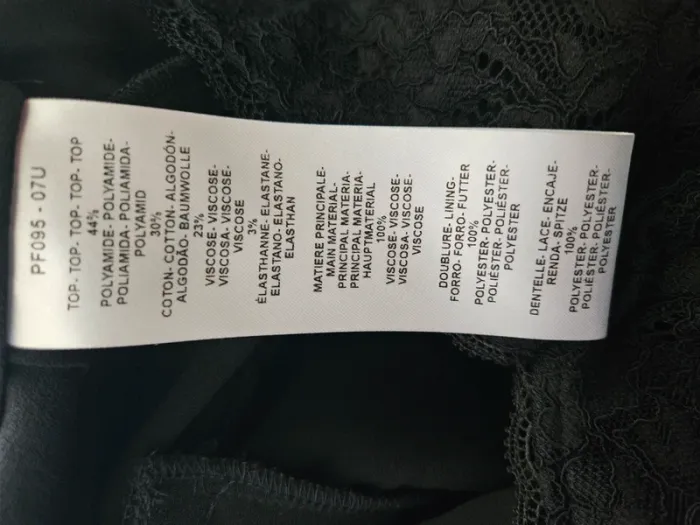 PF095 - 07U
TOP- TOP- TOP- TOP- TOP
44%
POLYAMIDE- POLYAMIDE-
POLIAMIDA- POLIAMIDA-
POLYAMID
30%
COTON- COTTON- ALGODÓN-
ALGODÃO- BAUMWOLLE
23%
VISCOSE- VISCOSE-
VISCOSA- VISCOSE-
VISCOSE
3%
ÉLASTHANNE- ELASTANE-
ELASTANO- ELASTANO-
ELASTHAN
MATIERE PRINCIPALE-
MAIN MATERIAL-
PRINCIPAL MATERIA-
PRINCIPAL MATERIA-
HAUPTMATERIAL
100%
VISCOSE- VISCOSE-
VISCOSA- VISCOSE-
VISCOSE
DOUBLURE- LINING-
FORRO- FORRO- FUTTER
100%
POLYESTER- POLYESTER-
POLIÉSTER- POLIÉSTER-
POLYESTER
DENTELLE- LACE- ENCAJE-
RENDA- SPITZE
100%
POLYESTER- POLYESTER-
POLIÉSTER- POLIÉSTER-
POLYESTER